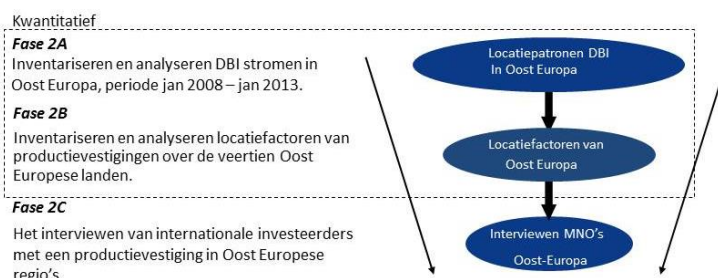 Kwantitatief
Fase 2A
Inventariseren en analyseren DBI stromen in
Oost Europa, periode jan 2008 – jan 2013.
Fase 2B
Inventariseren en analyseren locatiefactoren van
productievestigingen over de veertien Oost
Europese landen.
Fase 2C
Het interviewen van internationale investeerders
met een productievestiging in Oost Europese
regio's
Locatiepatronen DBI
In Oost Europa
Locatiefactoren van
Oost Europa
Interviewen MNO's
Oost-Europa